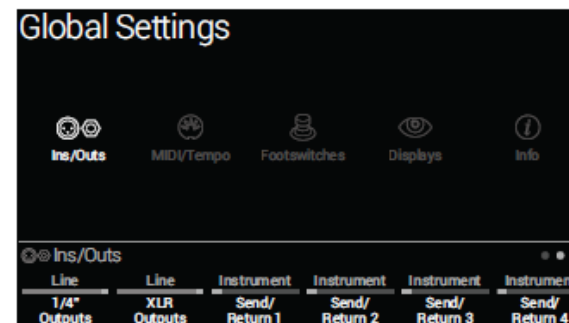 Global Settings
Ins/Outs MIDI/Tempo Footswitches Displays Info
Ins/Outs
Line Line Instrument Instrument Instrument
1/4" XLR Send/ Send/ Send/ Send/
Outputs Outputs Return 1 Return 2 Return 3 Return 4